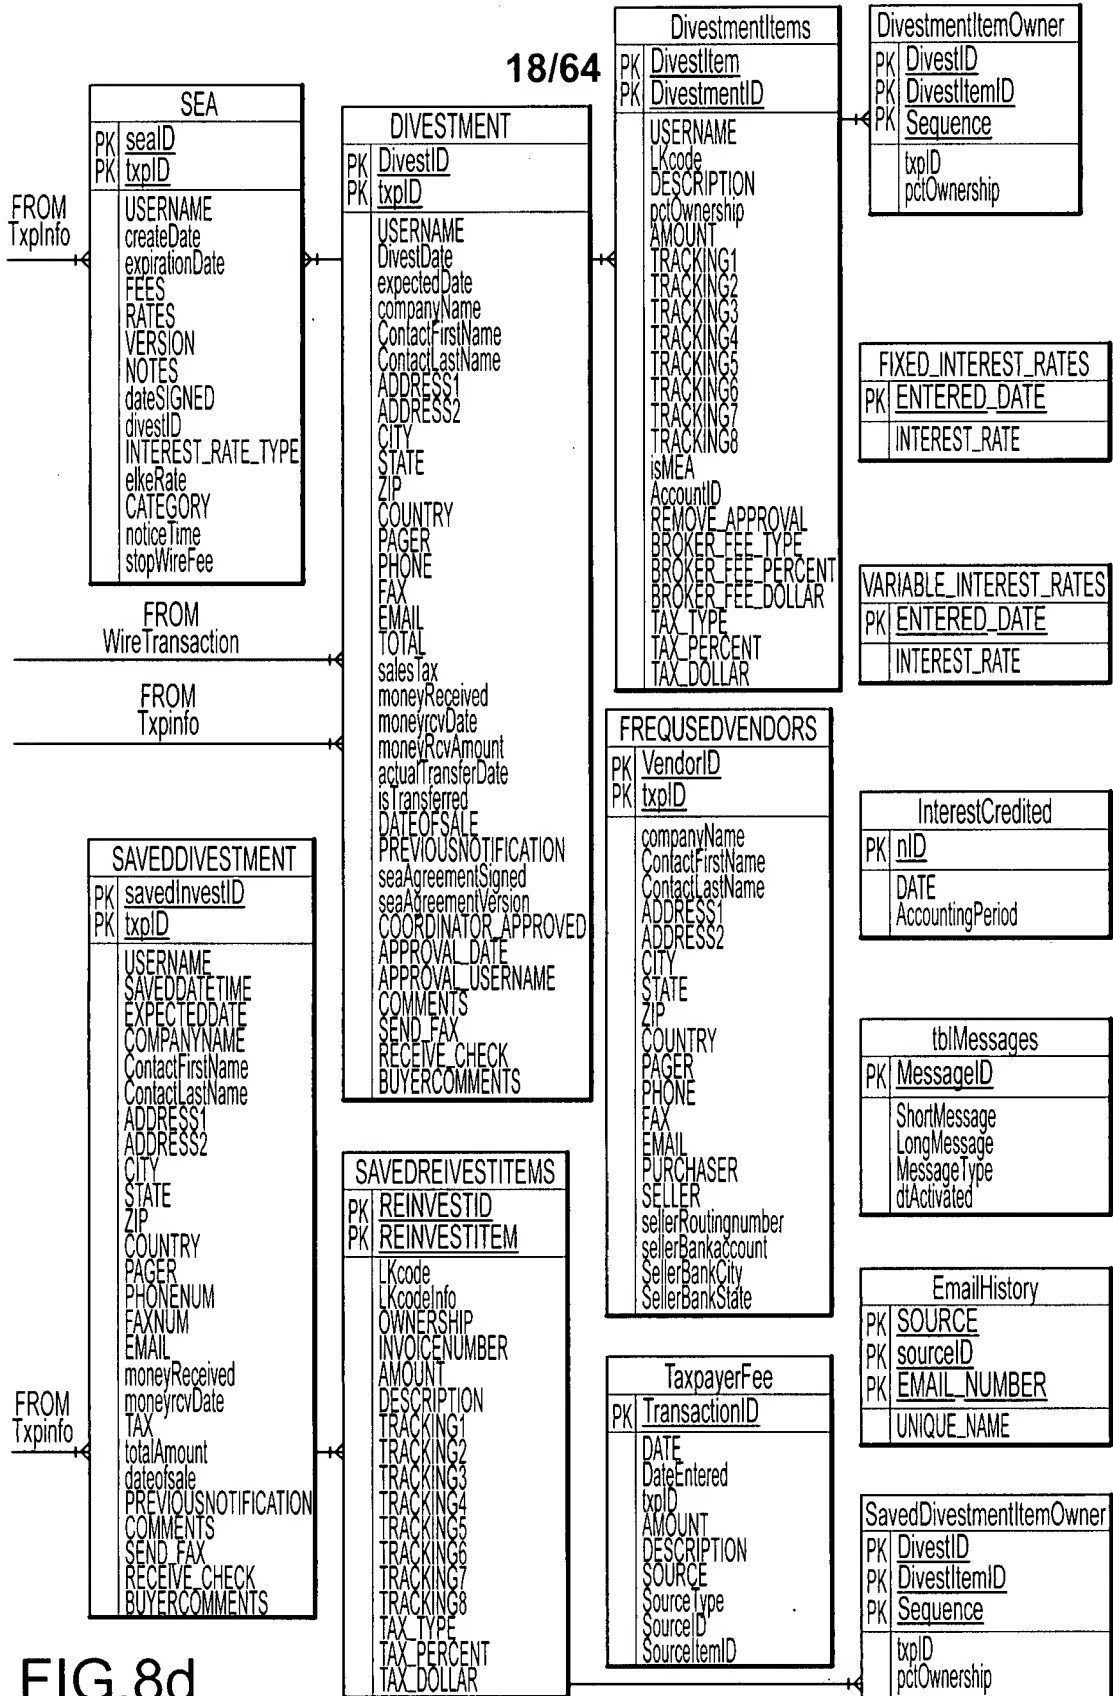 18/64
FROM
TxpInfo
SEA
PK seaID
PK txpID
USERNAME
createDate
expirationDate
FEES
RATES
VERSION
NOTES
dateSIGNED
divestID
INTEREST_RATE_TYPE
elkeRate
CATEGORY
noticeTime
stopWireFee
FROM
WireTransaction
FROM
Txpinfo
DIVESTMENT
PK DivestID
PK txpID
USERNAME
DivestDate
expectedDate
companyName
ContactFirstName
ContactLastName
ADDRESS1
ADDRESS2
CITY
STATE
ZIP
COUNTRY
PAGER
PHONE
FAX
EMAIL
TOTAL
salesTax
moneyReceived
moneyrcvDate
moneyRcvAmount
actualTransferDate
isTransferred
DATEOFSALE
PREVIOUSNOTIFICATION
seaAgreementSigned
seaAgreementVersion
COORDINATOR_APPROVED
APPROVAL_DATE
APPROVAL_USERNAME
COMMENTS
SEND_FAX
RECEIVE_CHECK
BUYERCOMMENTS
DivestmentItems
PK DivestItem
PK DivestmentID
USERNAME
LKcode
DESCRIPTION
pctOwnership
AMOUNT
TRACKING1
TRACKING2
TRACKING3
TRACKING4
TRACKING5
TRACKING6
TRACKING7
TRACKING8
isMEA
AccountID
REMOVE_APPROVAL
BROKER_FEE_TYPE
BROKER_FEE_PERCENT
BROKER_FEE_DOLLAR
TAX_TYPE
TAX_PERCENT
TAX_DOLLAR
DivestmentItemOwner
PK DivestID
PK DivestItemID
PK Sequence
txpID
pctOwnership
FIXED_INTEREST_RATES
PK ENTERED_DATE
INTEREST_RATE
VARIABLE_INTEREST_RATES
PK ENTERED_DATE
INTEREST_RATE
FROM
Txpinfo
SAVEDDIVESTMENT
PK savedInvestID
PK txpID
USERNAME
SAVEDDATETIME
EXPECTEDDATE
COMPANYNAME
ContactFirstName
ContactLastName
ADDRESS1
ADDRESS2
CITY
STATE
ZIP
COUNTRY
PAGER
PHONENUM
FAXNUM
EMAIL
moneyReceived
moneyrcvDate
TAX
totalAmount
dateofsale
PREVIOUSNOTIFICATION
COMMENTS
SEND_FAX
RECEIVE_CHECK
BUYERCOMMENTS
SAVEDREIVESTITEMS
PK REINVESTID
PK REINVESTITEM
LKcode
LKcodeInfo
OWNERSHIP
INVOICENUMBER
AMOUNT
DESCRIPTION
TRACKING1
TRACKING2
TRACKING3
TRACKING4
TRACKING5
TRACKING6
TRACKING7
TRACKING8
TAX_TYPE
TAX_PERCENT
TAX_DOLLAR
FREQUSEDVENDORS
PK VendorID
PK txpID
companyName
ContactFirstName
ContactLastName
ADDRESS1
ADDRESS2
CITY
STATE
ZIP
COUNTRY
PAGER
PHONE
FAX
EMAIL
PURCHASER
SELLER
sellerRoutingnumber
sellerBankaccount
SellerBankCity
SellerBankState
TaxpayerFee
PK TransactionID
DATE
DateEntered
txpID
AMOUNT
DESCRIPTION
SOURCE
SourceType
SourceID
SourceItemID
InterestCredited
PK nID
DATE
AccountingPeriod
tblMessages
PK MessageID
ShortMessage
LongMessage
MessageType
dtActivated
EmailHistory
PK SOURCE
PK sourceID
PK EMAIL_NUMBER
UNIQUE_NAME
SavedDivestmentItemOwner
PK DivestID
PK DivestItemID
PK Sequence
txpID
pctOwnership
FIG.8d